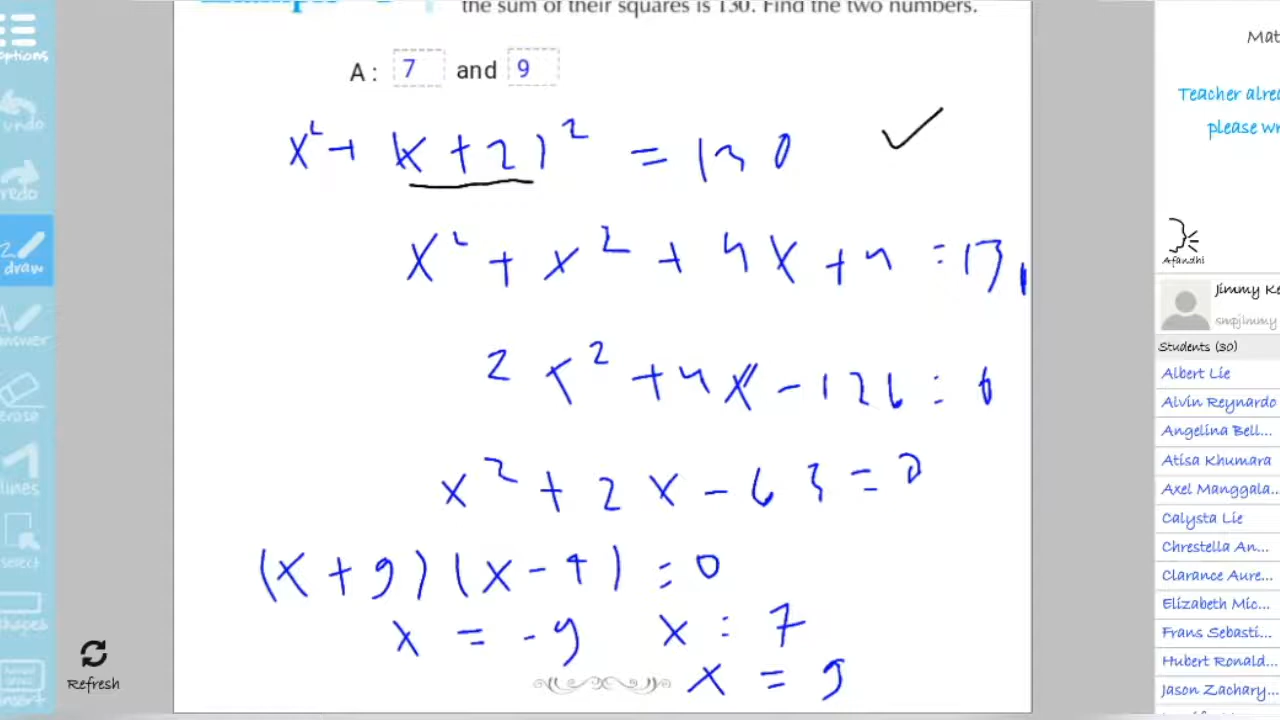 the sum of their squares is 130. Find the two numbers.
A : 7 and 9
x² + (x + 2)² = 130
x² + x² + 4x + 4 = 13
2x² + 4x - 126 = 0
x² + 2x - 63 = 0
(x + 9) (x - 7) = 0
x = -9 x = 7
x = 9
options
undo
redo
draw
answer
erase
lines
select
shapes
insert
Refresh
Mat
Teacher alrea
please wr
Afandhi
Jimmy Ke
smpjimmy
Students (30)
Albert Lie
Alvin Reynardo
Angelina Bell...
Atisa Khumara
Axel Manggala...
Calysta Lie
Chrestella An...
Clarance Aure...
Elizabeth Mic...
Frans Sebasti...
Hubert Ronald...
Jason Zachary...